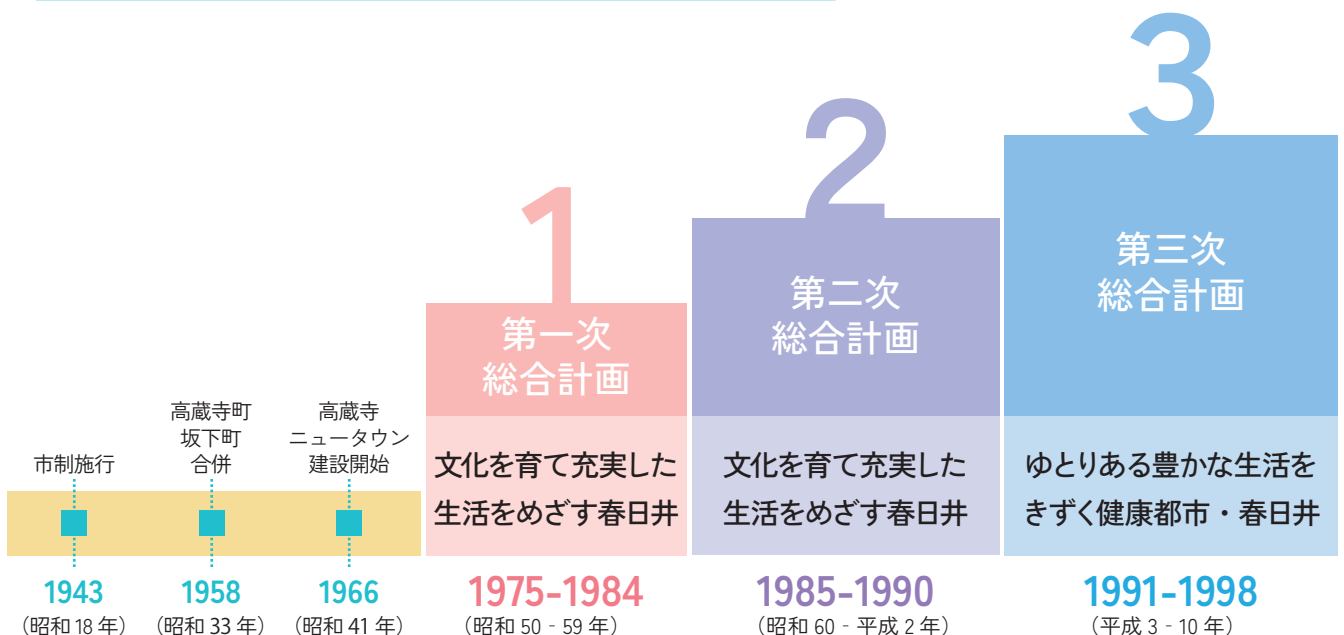 市制施行
1943
（昭和 18 年）
高蔵寺町
坂下町
合併
1958
（昭和 33 年）
高蔵寺
ニュータウン
建設開始
1966
（昭和 41 年）
1
第一次
総合計画
文化を育て充実した
生活をめざす春日井
1975-1984
（昭和 50 - 59 年）
2
第二次
総合計画
文化を育て充実した
生活をめざす春日井
1985-1990
（昭和 60 - 平成 2 年）
3
第三次
総合計画
ゆとりある豊かな生活を
きずく健康都市・春日井
1991-1998
（平成 3 - 10 年）